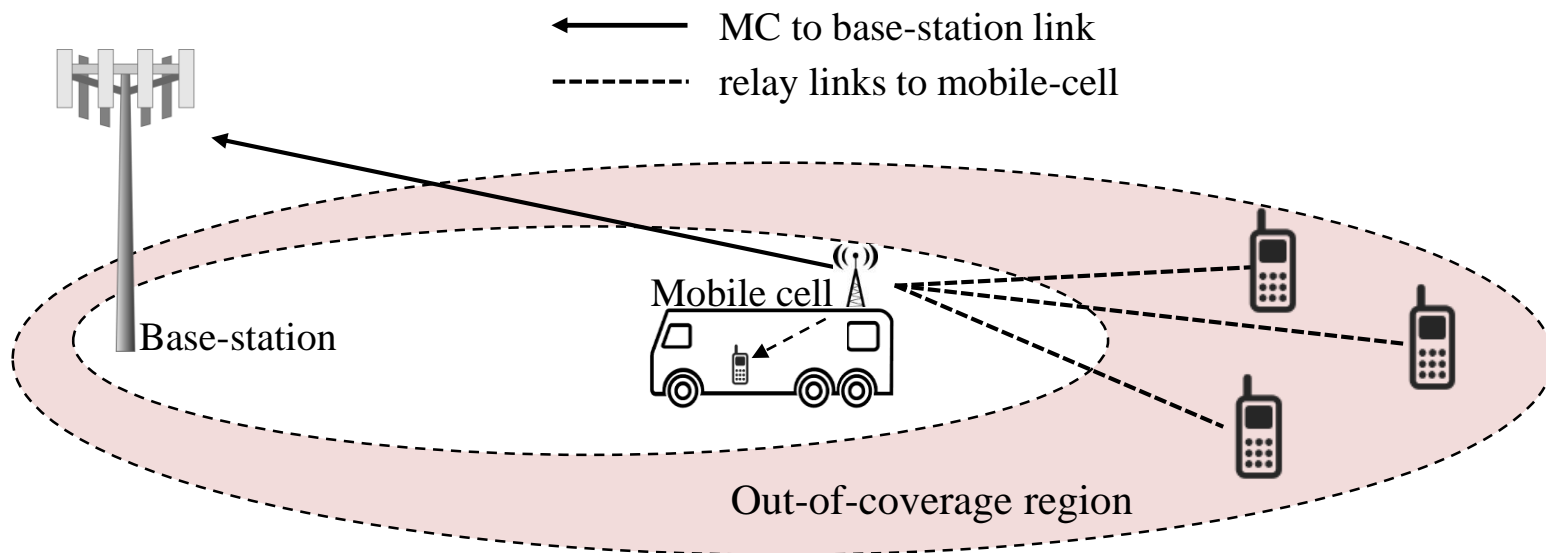 MC to base-station link
relay links to mobile-cell
Mobile cell
Base-station
Out-of-coverage region